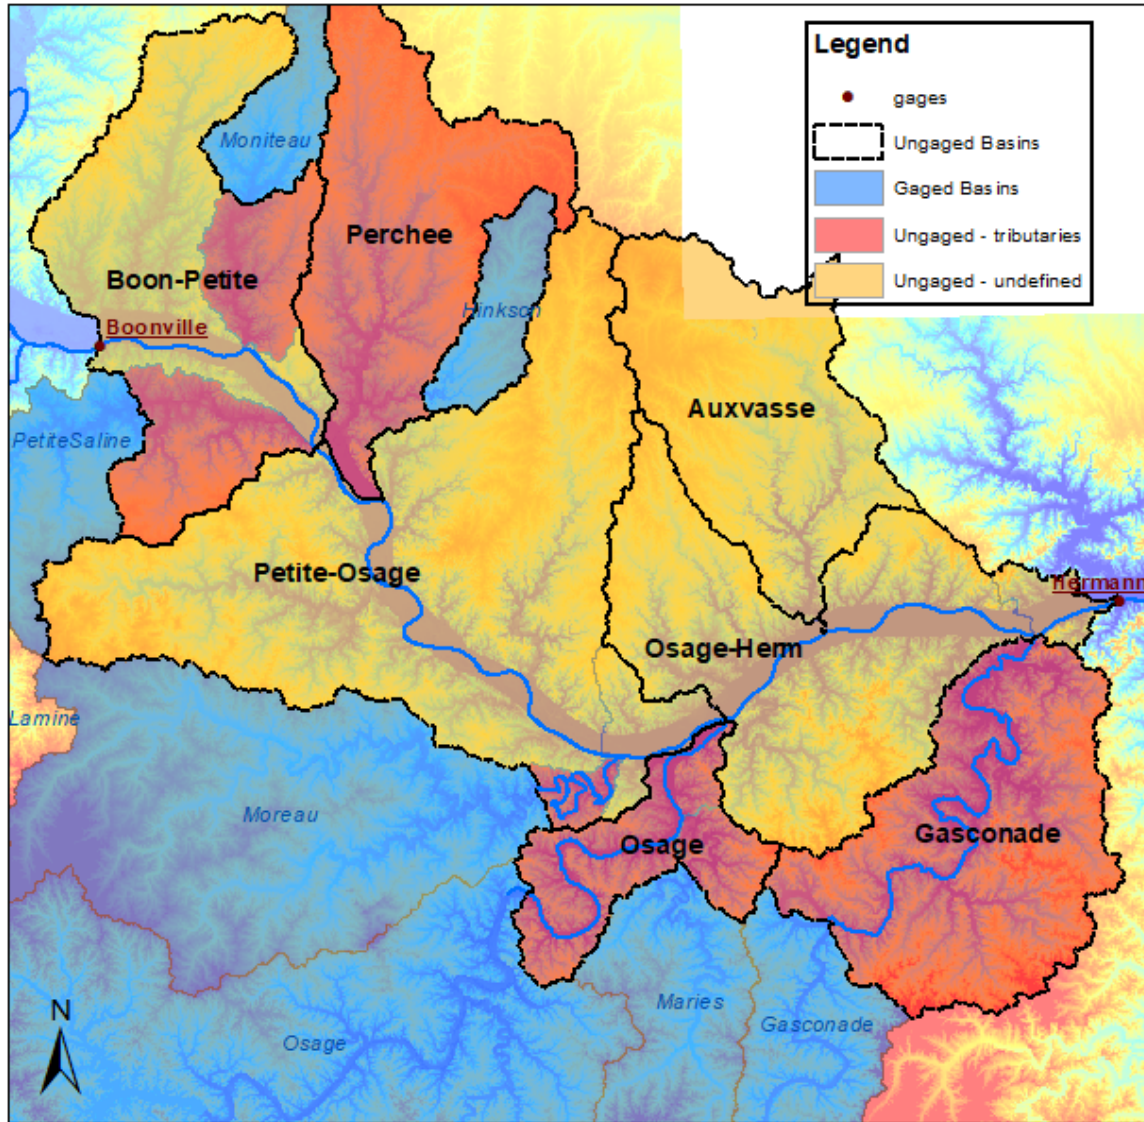 Legend
gages
Ungaged Basins
Gaged Basins
Ungaged - tributaries
Ungaged - undefined
Moniteau
Perchee
Boon-Petite
Hinkson
Boonville
Auxvasse
PetiteSaline
Petite-Osage
Hermann
Osage-Herm
Lamine
Moreau
Osage
Gasconade
Maries
Gasconade
Osage
N